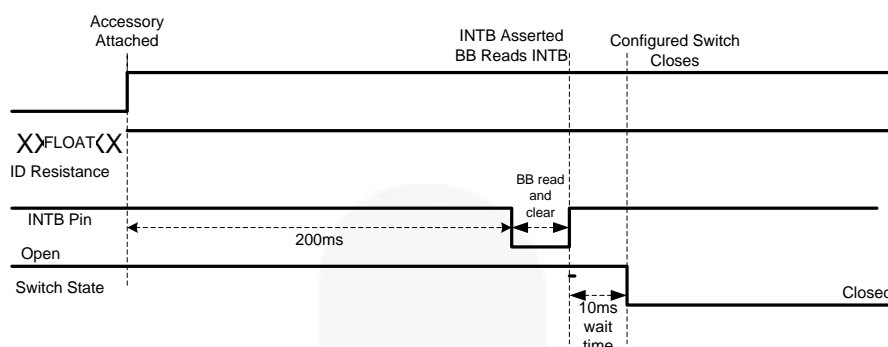 Accessory
Attached
INTB Asserted
BB Reads INTB
Configured Switch
Closes
FLOAT
ID Resistance
BB read
and
clear
INTB Pin
200ms
Open
Switch State
Closed
10ms
wait
time